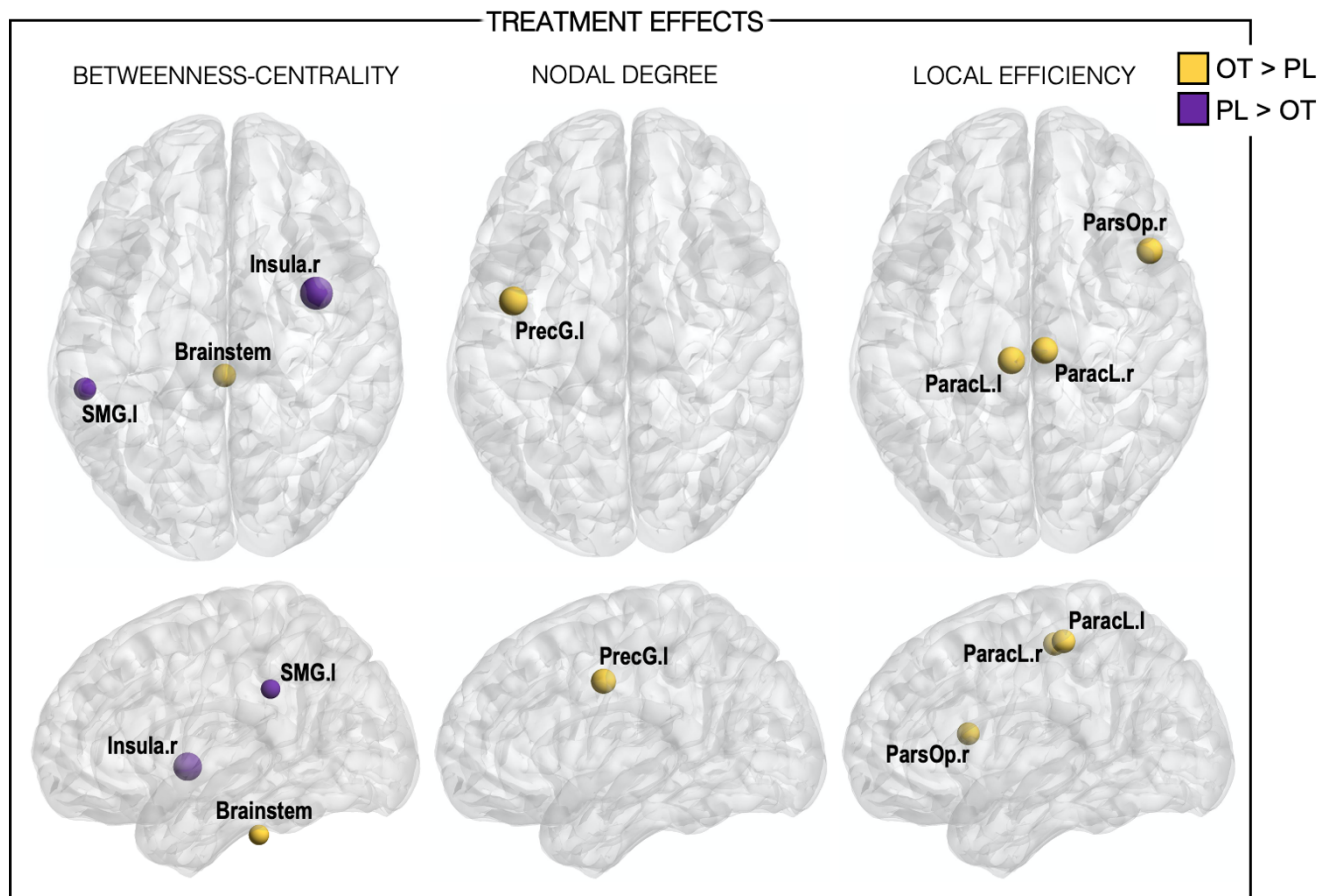 TREATMENT EFFECTS
BETWEENNESS-CENTRALITY
NODAL DEGREE
LOCAL EFFICIENCY
OT > PL
PL > OT
Insula.r
Brainstem
SMG.l
PrecG.l
ParsOp.r
ParacL.l
ParacL.r
SMG.l
Insula.r
Brainstem
PrecG.l
ParacL.l
ParacL.r
ParsOp.r